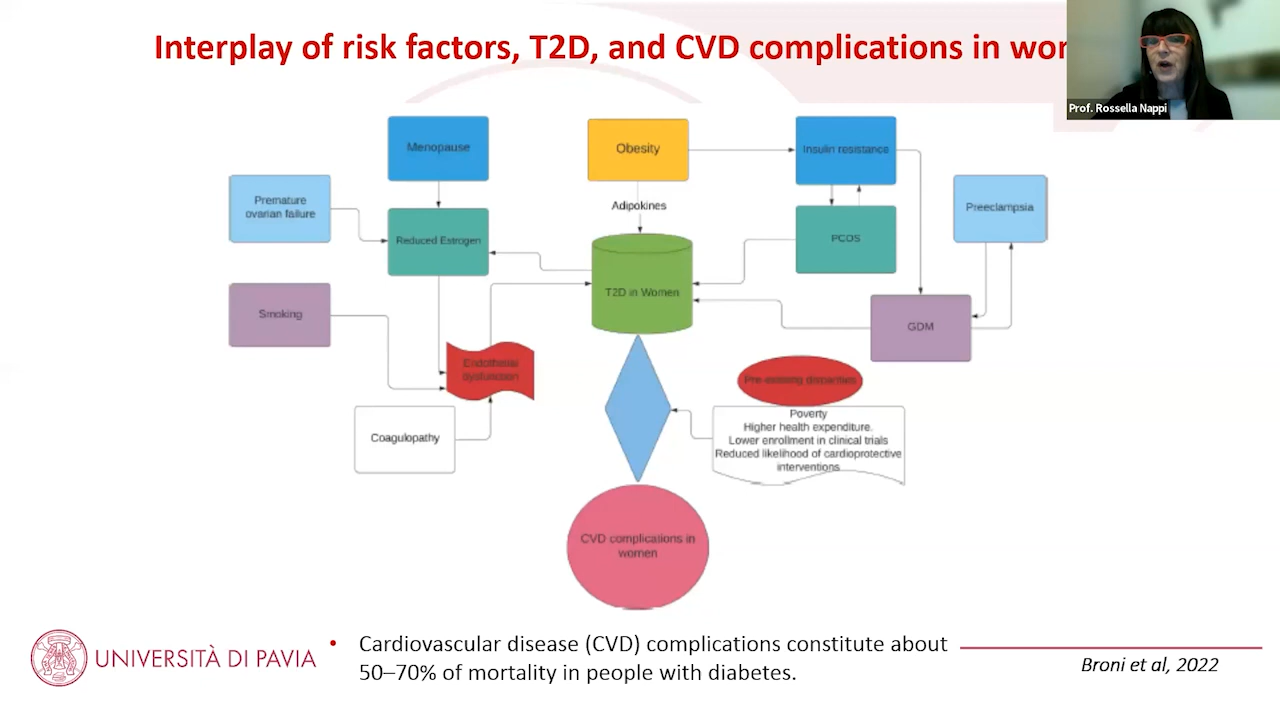 Interplay of risk factors, T2D, and CVD complications in wo
Prof. Rossella Nappi
Menopause
Obesity
Insulin resistance
Premature
ovarian failure
Adipokines
Preeclampsia
Reduced Estrogen
PCOS
T2D in Women
Smoking
GDM
Endothelial
dysfunction
Pre-existing disparities
Coagulopathy
Poverty
Higher health expenditure.
Lower enrollment in clinical trials
Reduced likelihood of cardioprotective
interventions
CVD complications in
women
UNIVERSITÀ DI PAVIA
• Cardiovascular disease (CVD) complications constitute about
50–70% of mortality in people with diabetes.
Broni et al, 2022